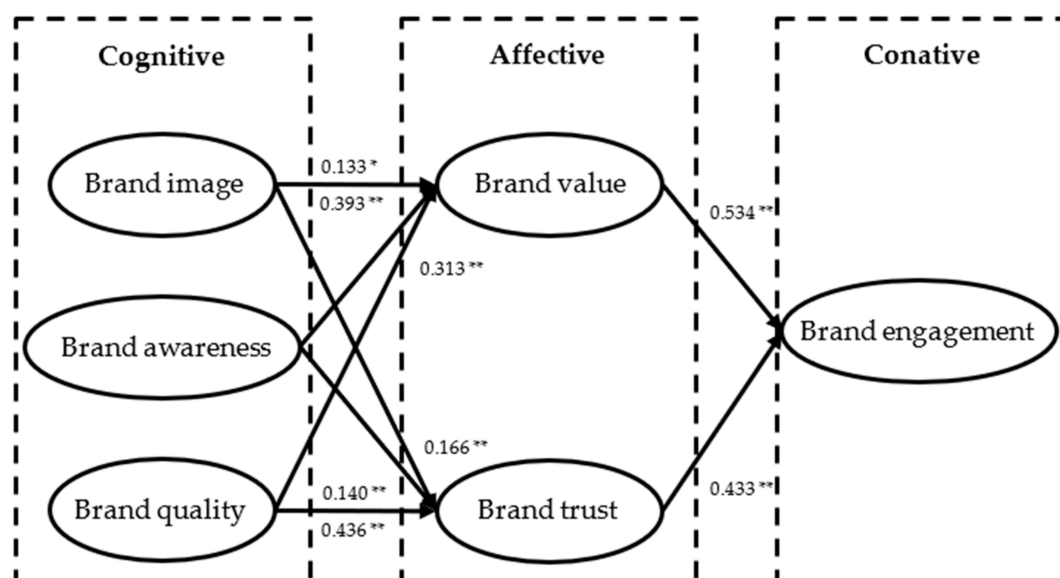 Cognitive
Affective
Conative
Brand image
0.133 *
0.393 **
Brand value
0.534 **
0.313 **
Brand awareness
Brand engagement
0.166 **
Brand quality
0.140 **
0.436 **
Brand trust
0.433 **